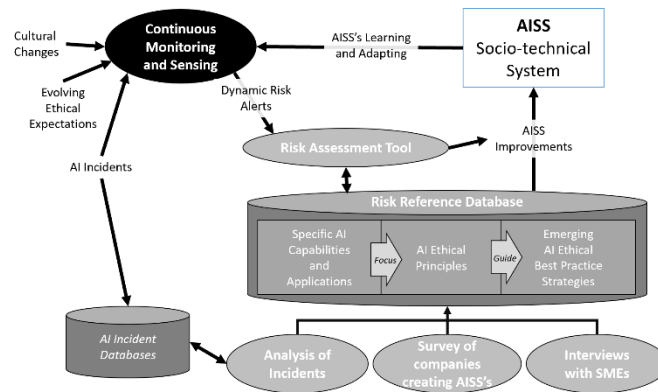 Cultural
Changes
Continuous
Monitoring
and Sensing
AISS's Learning
and Adapting
AISS
Socio-technical
System
Evolving
Ethical
Expectations
Dynamic Risk
Alerts
AI Incidents
Risk Assessment Tool
AISS
Improvements
Risk Reference Database
Specific AI
Capabilities
and
Applications
Focus
AI Ethical
Principles
Guide
Emerging
AI Ethical
Best Practice
Strategies
AI Incident
Databases
Analysis of
Incidents
Survey of
companies
creating AISS's
Interviews
with SMEs